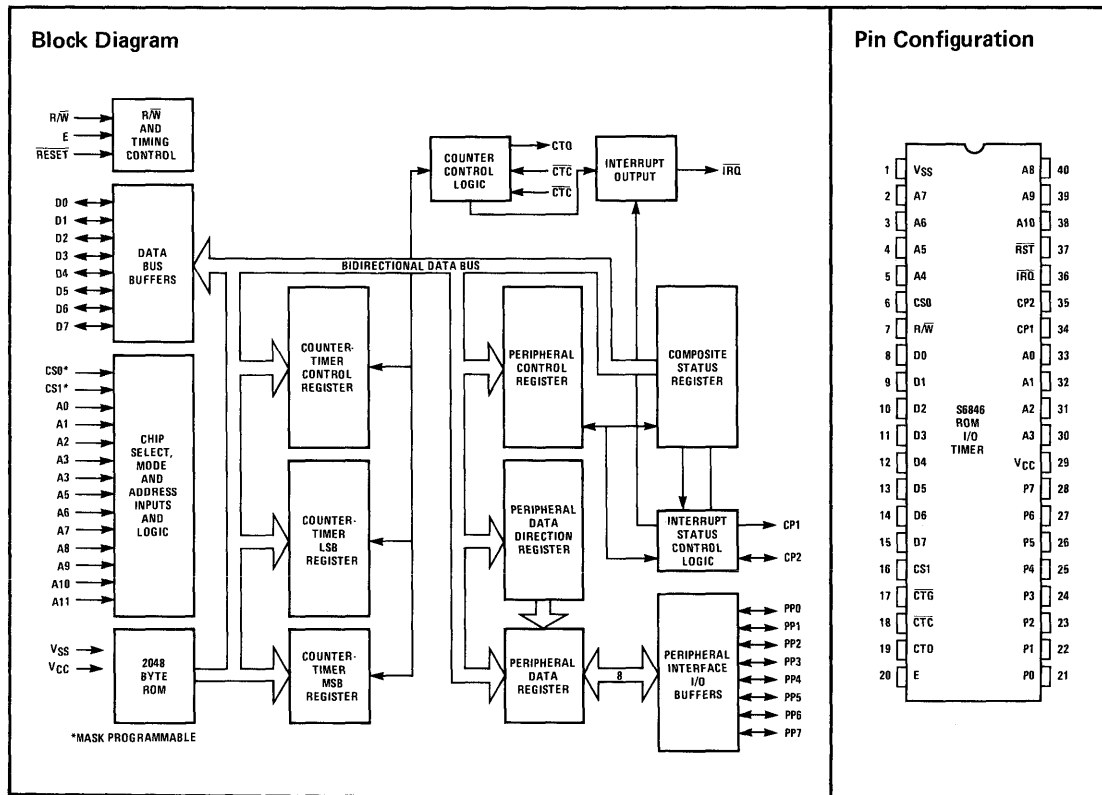 Block Diagram
R/W̅
E
R̅E̅S̅E̅T̅
R/W̅
AND
TIMING
CONTROL
D0
D1
D2
D3
D4
D5
D6
D7
DATA
BUS
BUFFERS
CS0*
CS1*
A0
A1
A2
A3
A3
A5
A6
A7
A8
A9
A10
A11
CHIP
SELECT,
MODE
AND
ADDRESS
INPUTS
AND
LOGIC
VSS
VCC
2048
BYTE
ROM
*MASK PROGRAMMABLE
COUNTER
CONTROL
LOGIC
CTO
C̅T̅C̅
C̅T̅C̅
INTERRUPT
OUTPUT
I̅R̅Q̅
BIDIRECTIONAL DATA BUS
COUNTER-
TIMER
CONTROL
REGISTER
COUNTER-
TIMER
LSB
REGISTER
COUNTER-
TIMER
MSB
REGISTER
PERIPHERAL
CONTROL
REGISTER
COMPOSITE
STATUS
REGISTER
PERIPHERAL
DATA
DIRECTION
REGISTER
INTERRUPT
STATUS
CONTROL
LOGIC
CP1
CP2
PERIPHERAL
DATA
REGISTER
8
PERIPHERAL
INTERFACE
I/O
BUFFERS
PP0
PP1
PP2
PP3
PP4
PP5
PP6
PP7
Pin Configuration
1 VSS A8 40
2 A7 A9 39
3 A6 A10 38
4 A5 R̅S̅T̅ 37
5 A4 I̅R̅Q̅ 36
6 CS0 CP2 35
7 R/W̅ CP1 34
8 D0 A0 33
9 D1 A1 32
10 D2 A2 31
11 D3 A3 30
12 D4 VCC 29
13 D5 P7 28
14 D6 P6 27
15 D7 P5 26
16 CS1 P4 25
17 C̅T̅G̅ P3 24
18 C̅T̅C̅ P2 23
19 CTO P1 22
20 E P0 21
S6846
ROM
I/O
TIMER